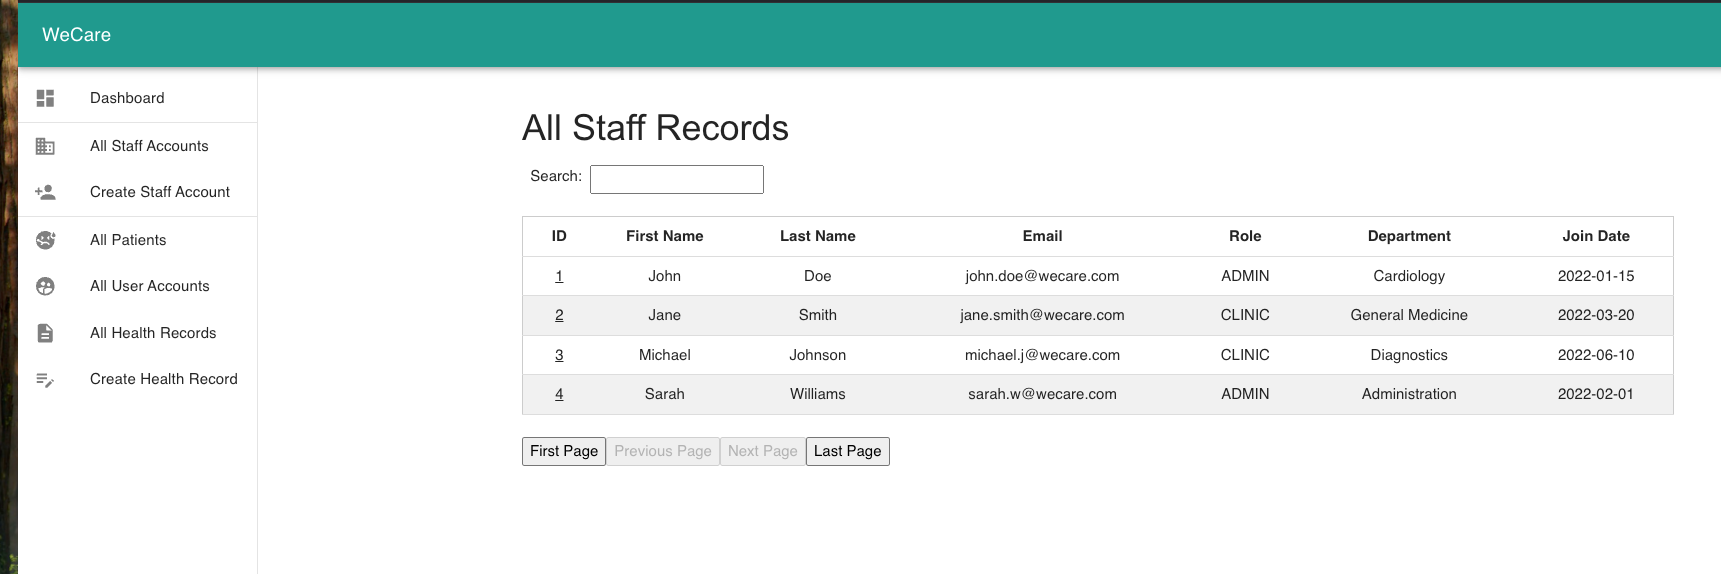 WeCare
Dashboard
All Staff Accounts
Create Staff Account
All Patients
All User Accounts
All Health Records
Create Health Record
All Staff Records
Search:
ID First Name Last Name Email Role Department Join Date
1 John Doe john.doe@wecare.com ADMIN Cardiology 2022-01-15
2 Jane Smith jane.smith@wecare.com CLINIC General Medicine 2022-03-20
3 Michael Johnson michael.j@wecare.com CLINIC Diagnostics 2022-06-10
4 Sarah Williams sarah.w@wecare.com ADMIN Administration 2022-02-01
First Page Previous Page Next Page Last Page